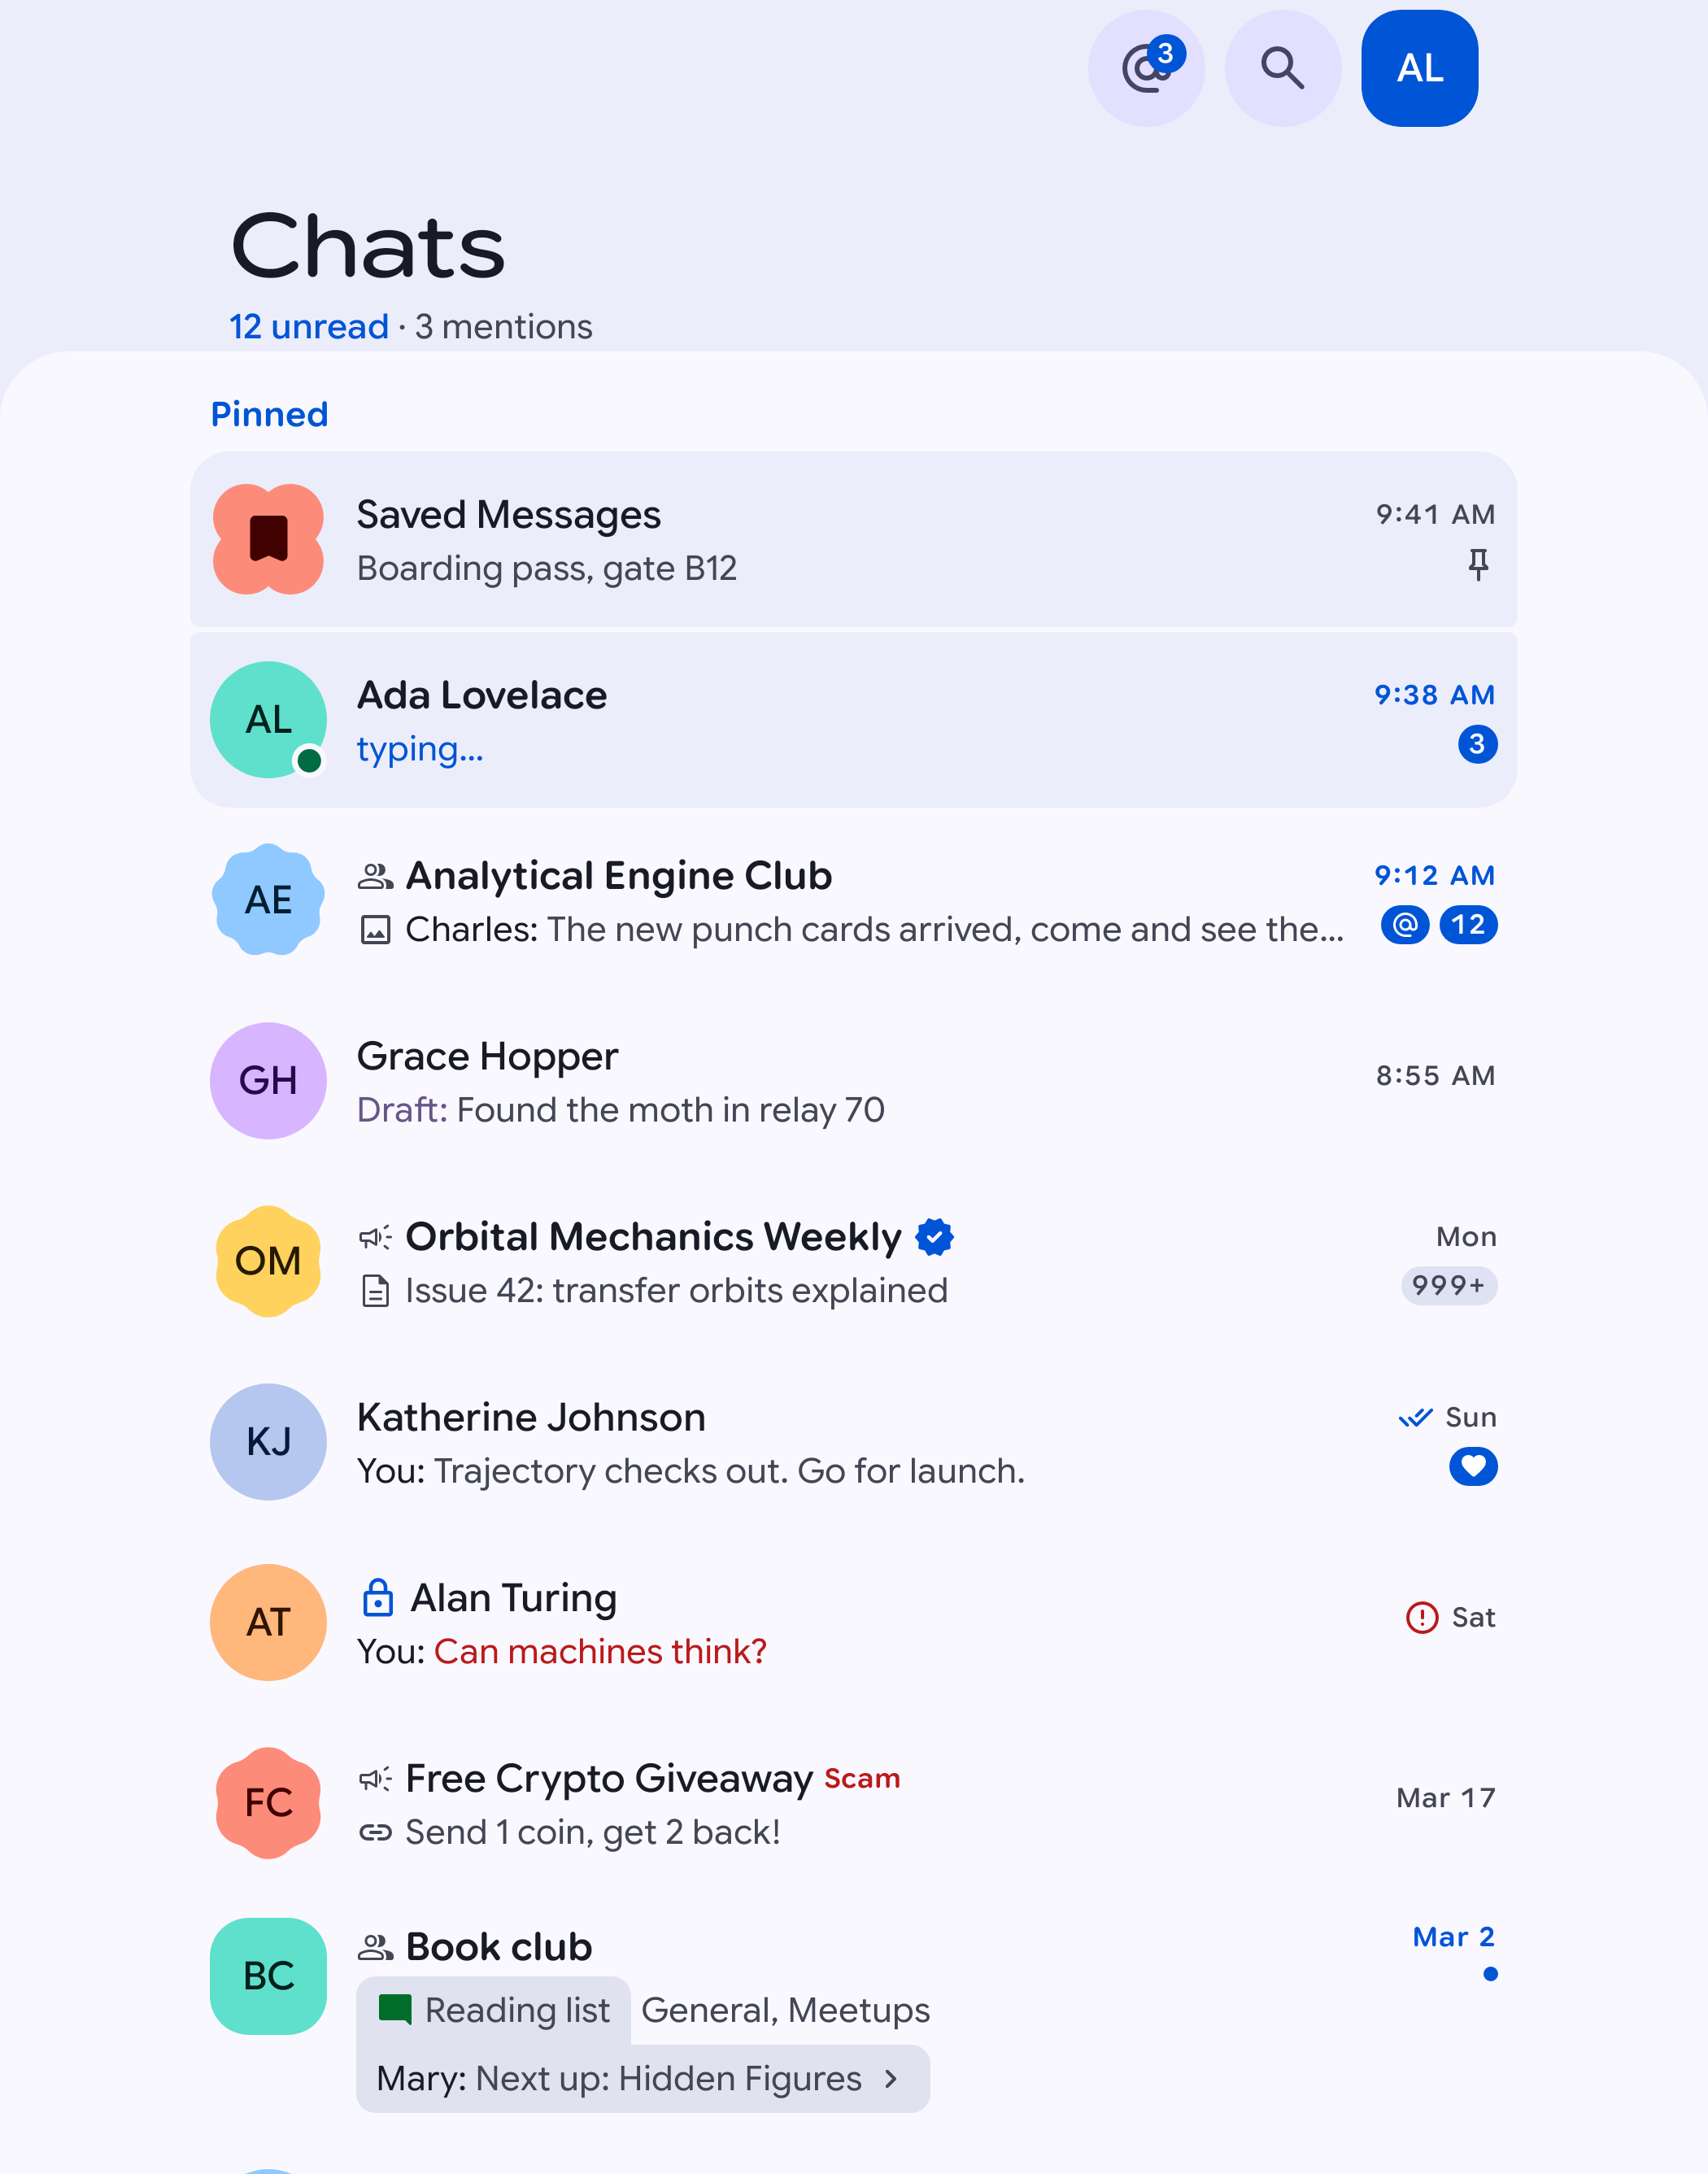 3
AL
Chats
12 unread · 3 mentions
Pinned
Saved Messages
9:41 AM
Boarding pass, gate B12
AL
Ada Lovelace
9:38 AM
typing...
3
AE
Analytical Engine Club
9:12 AM
Charles: The new punch cards arrived, come and see the...
@ 12
GH
Grace Hopper
8:55 AM
Draft: Found the moth in relay 70
OM
Orbital Mechanics Weekly
Mon
Issue 42: transfer orbits explained
999+
KJ
Katherine Johnson
Sun
You: Trajectory checks out. Go for launch.
AT
Alan Turing
Sat
You: Can machines think?
FC
Free Crypto Giveaway Scam
Mar 17
Send 1 coin, get 2 back!
BC
Book club
Mar 2
Reading list General, Meetups
Mary: Next up: Hidden Figures